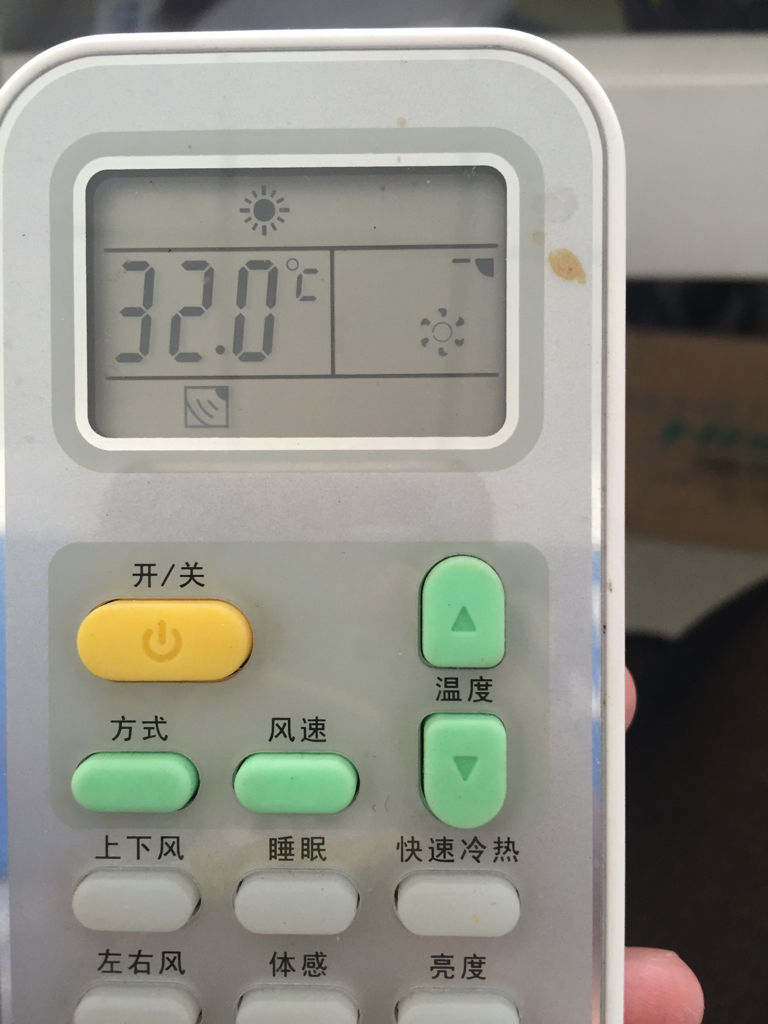 32.0°C
开/关
温度
方式 风速
上下风 睡眠 快速冷热
左右风 体感 亮度